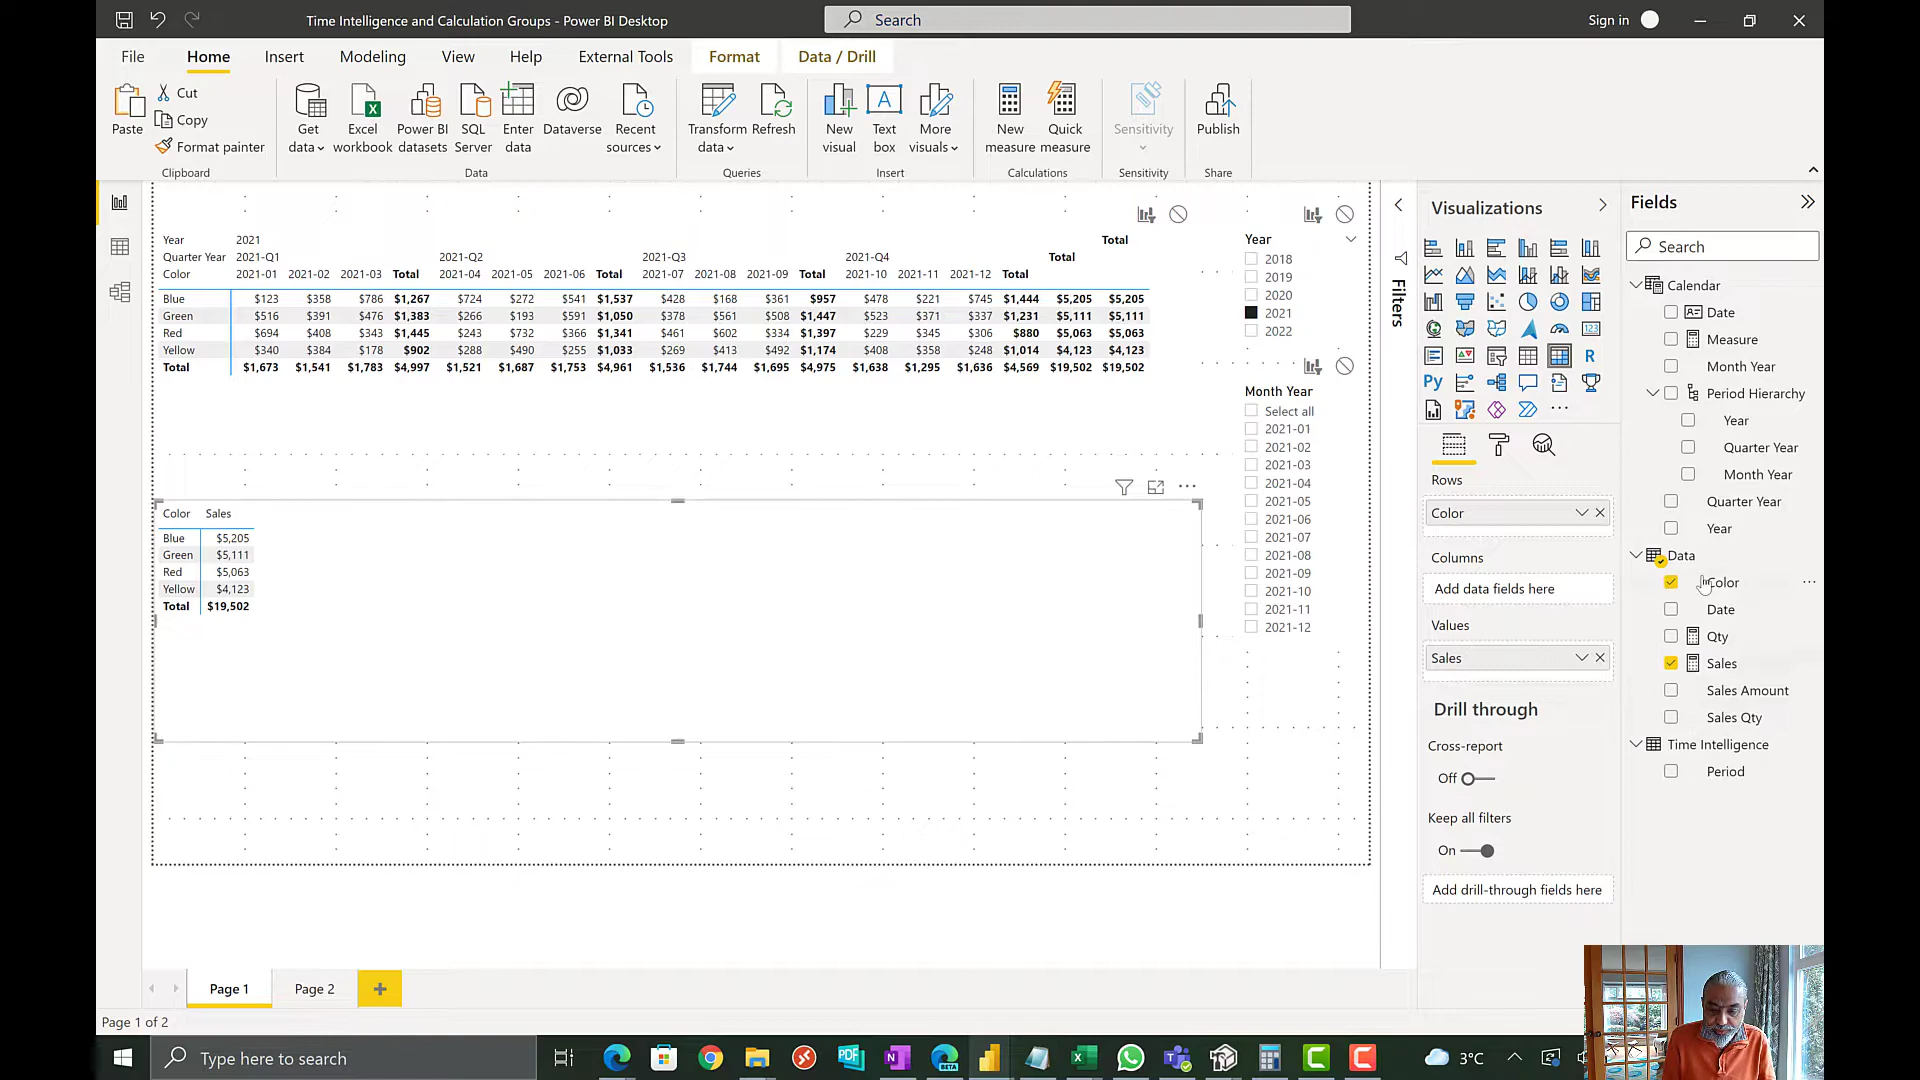 Time Intelligence and Calculation Groups - Power BI Desktop
Search
Sign in
File Home Insert Modeling View Help External Tools Format Data / Drill
Paste
Cut
Copy
Format painter
Clipboard
Get data
Excel workbook
Power BI datasets
SQL Server
Enter data
Dataverse
Recent sources
Data
Transform data
Refresh
Queries
New visual
Text box
More visuals
Insert
New measure
Quick measure
Calculations
Sensitivity
Sensitivity
Publish
Share
Year 2021 Total
Quarter Year 2021-Q1 2021-Q2 2021-Q3 2021-Q4 Total
Color 2021-01 2021-02 2021-03 Total 2021-04 2021-05 2021-06 Total 2021-07 2021-08 2021-09 Total 2021-10 2021-11 2021-12 Total
Blue $123 $358 $786 $1,267 $724 $272 $541 $1,537 $428 $168 $361 $957 $478 $221 $745 $1,444 $5,205 $5,205
Green $516 $391 $476 $1,383 $266 $193 $591 $1,050 $378 $561 $508 $1,447 $523 $371 $337 $1,231 $5,111 $5,111
Red $694 $408 $343 $1,445 $243 $732 $366 $1,341 $461 $602 $334 $1,397 $229 $345 $306 $880 $5,063 $5,063
Yellow $340 $384 $178 $902 $288 $490 $255 $1,033 $269 $413 $492 $1,174 $408 $358 $248 $1,014 $4,123 $4,123
Total $1,673 $1,541 $1,783 $4,997 $1,521 $1,687 $1,753 $4,961 $1,536 $1,744 $1,695 $4,975 $1,638 $1,295 $1,636 $4,569 $19,502 $19,502
Year
2018
2019
2020
2021
2022
Month Year
Select all
2021-01
2021-02
2021-03
2021-04
2021-05
2021-06
2021-07
2021-08
2021-09
2021-10
2021-11
2021-12
Color Sales
Blue $5,205
Green $5,111
Red $5,063
Yellow $4,123
Total $19,502
Filters
Visualizations
R
Py
123
Rows
Color
Columns
Add data fields here
Values
Sales
Drill through
Cross-report
Off
Keep all filters
On
Add drill-through fields here
Fields
Search
Calendar
Date
Measure
Month Year
Period Hierarchy
Year
Quarter Year
Month Year
Quarter Year
Year
Data
Color
Date
Qty
Sales
Sales Amount
Sales Qty
Time Intelligence
Period
Page 1
Page 2
Page 1 of 2
Type here to search
PDF
BETA
3°C